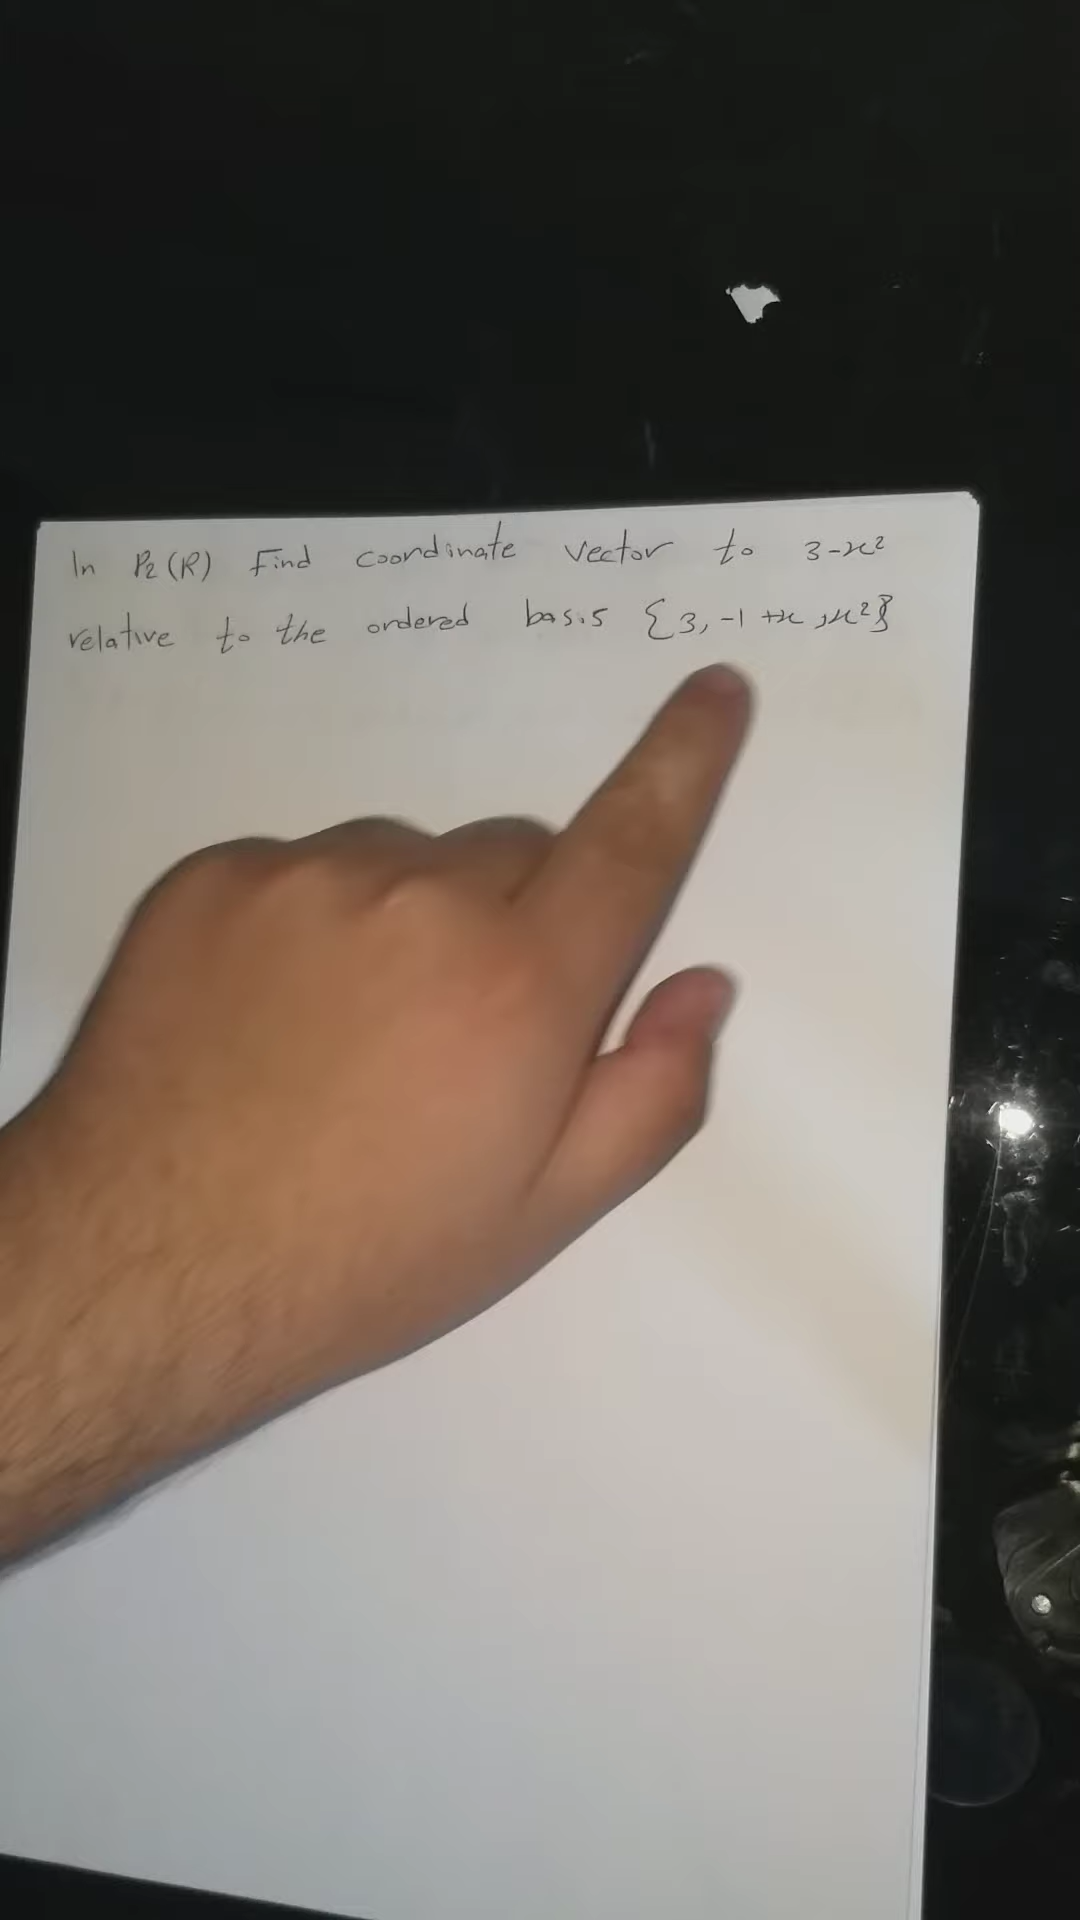 In P₂(R) Find coordinate vector to 3-x²
relative to the ordered basis {3, -1 +x, x²}